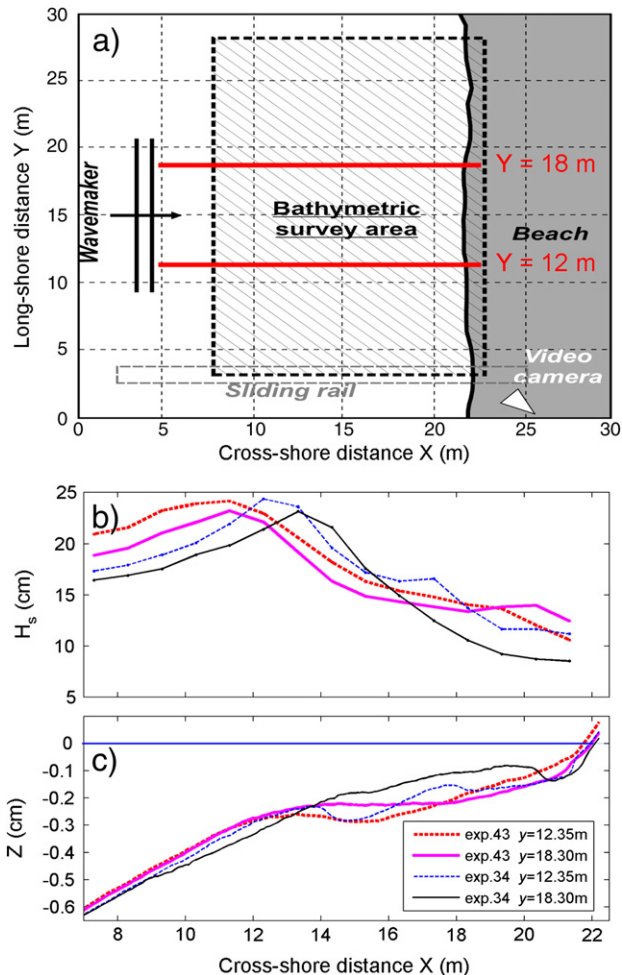 a)
30
25
20
15
10
5
0
Long-shore distance Y (m)
Wavemaker
Y = 18 m
Bathymetric
survey area
Beach
Y = 12 m
Video
camera
Sliding rail
0 5 10 15 20 25 30
Cross-shore distance X (m)
b)
25
20
15
10
5
Hs (cm)
c)
0
-0.1
-0.2
-0.3
-0.4
-0.5
-0.6
Z (cm)
exp.43 y=12.35m
exp.43 y=18.30m
exp.34 y=12.35m
exp.34 y=18.30m
8 10 12 14 16 18 20 22
Cross-shore distance X (m)